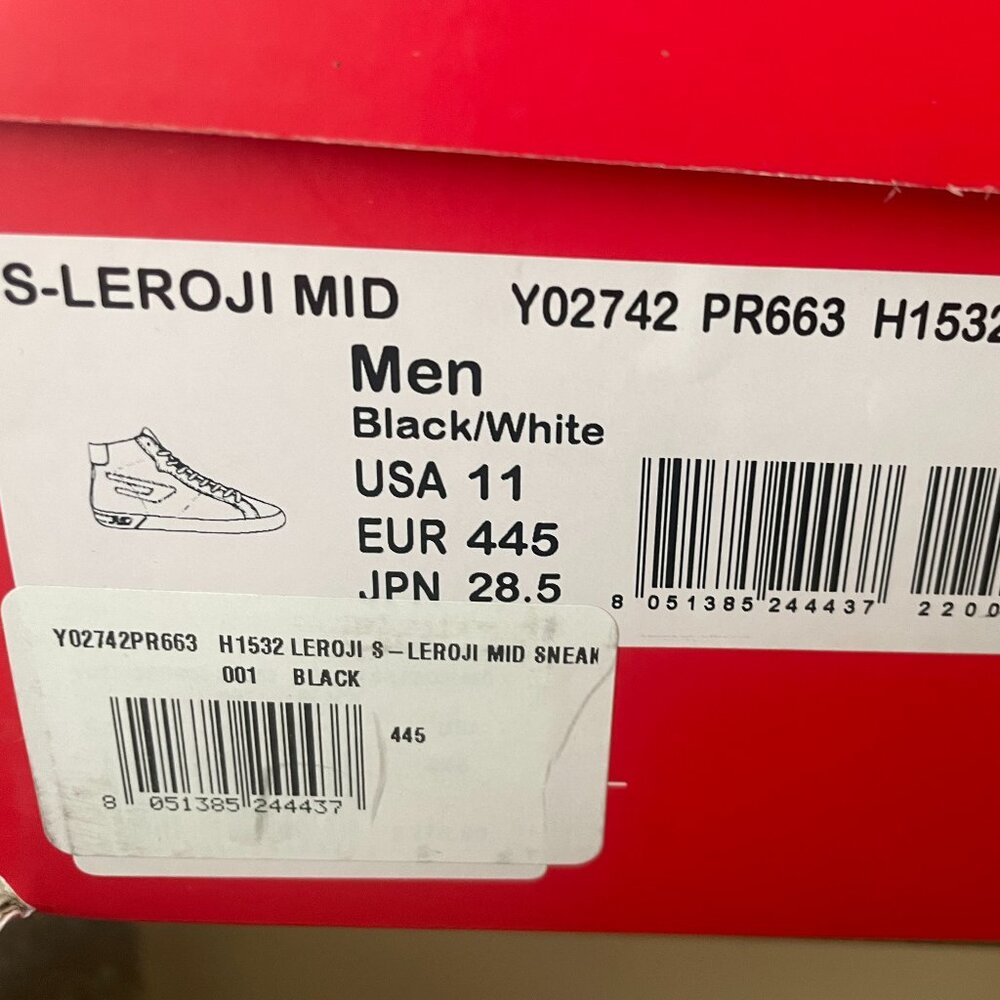 S-LEROJI MID Y02742 PR663 H1532
Men
Black/White
USA 11
EUR 445
JPN 28.5
8 051385 244437 2200
Y02742PR663 H1532 LEROJI S-LEROJI MID SNEAK
001 BLACK
445
8 051385 244437